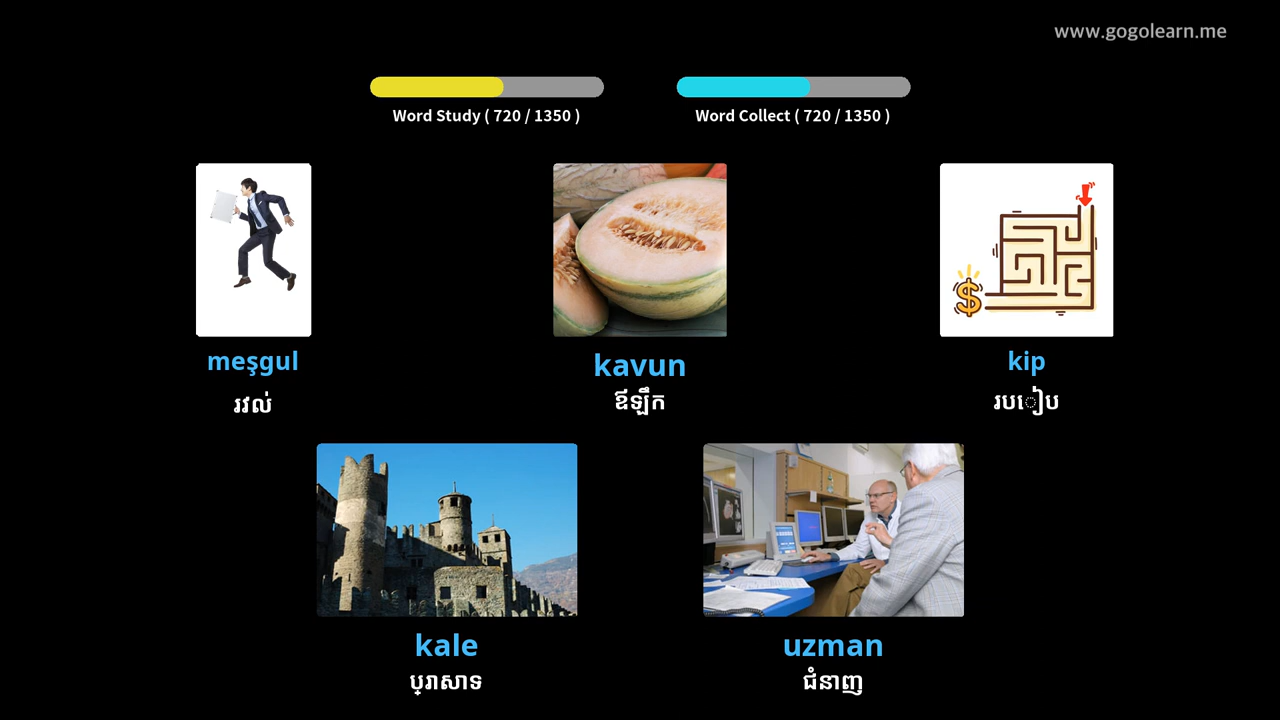 www.gogolearn.me
Word Study ( 720 / 1350 )
Word Collect ( 720 / 1350 )
meşgul
រវល់
kavun
ឪឡឹក
kip
របៀប
kale
ប្រាសាទ
uzman
ជំនាញ